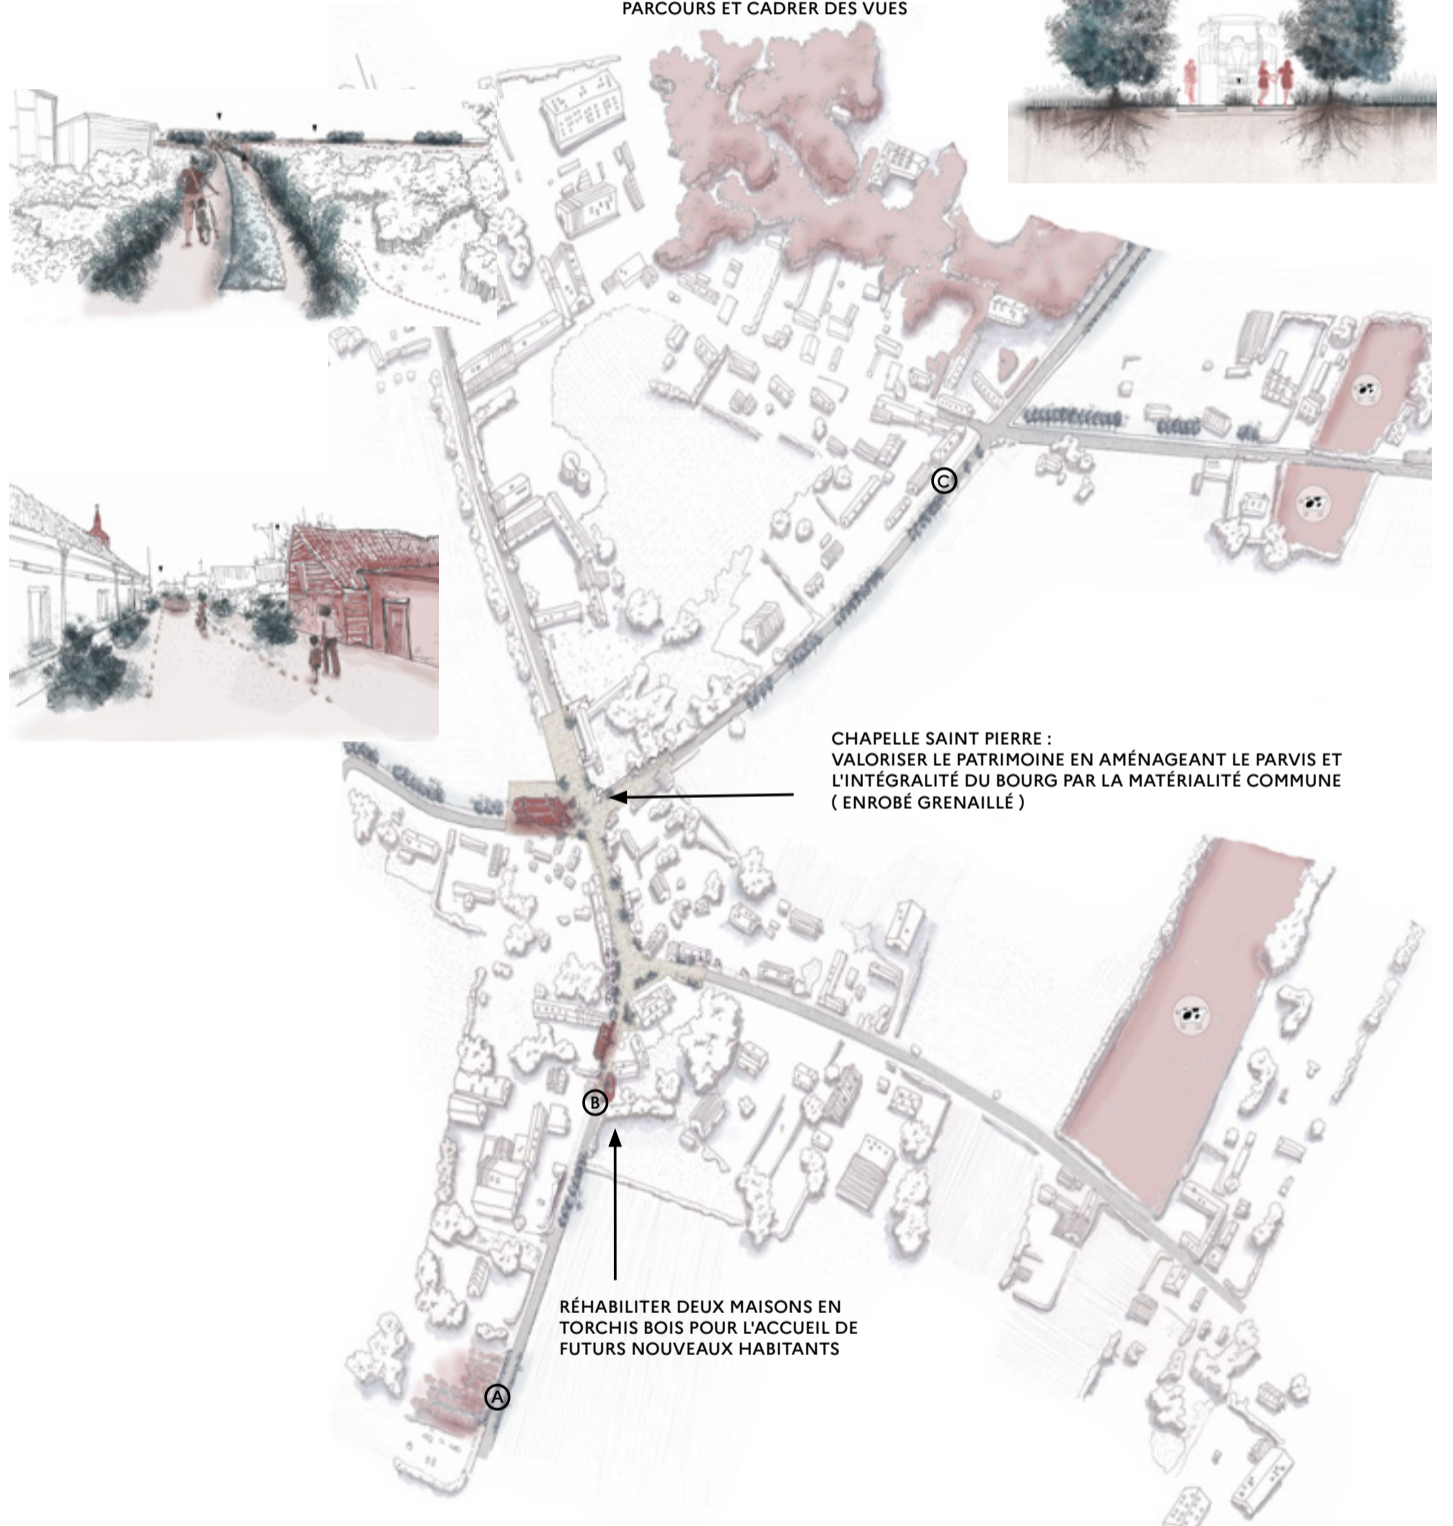 PARCOURS ET CADRER DES VUES
C
CHAPELLE SAINT PIERRE :
VALORISER LE PATRIMOINE EN AMÉNAGEANT LE PARVIS ET
L'INTÉGRALITÉ DU BOURG PAR LA MATÉRIALITÉ COMMUNE
( ENROBÉ GRENAILLÉ )
B
RÉHABILITER DEUX MAISONS EN
TORCHIS BOIS POUR L'ACCUEIL DE
FUTURS NOUVEAUX HABITANTS
A